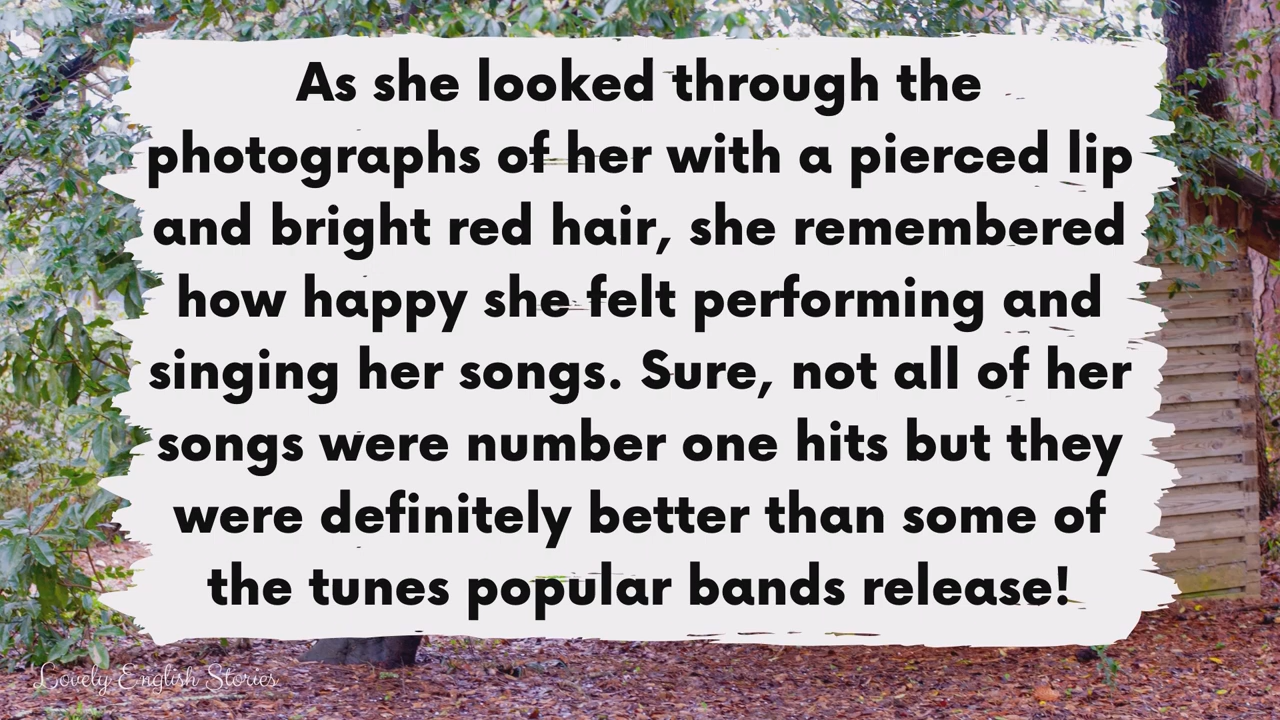 As she looked through the
photographs of her with a pierced lip
and bright red hair, she remembered
how happy she felt performing and
singing her songs. Sure, not all of her
songs were number one hits but they
were definitely better than some of
the tunes popular bands release!
Lovely English Stories